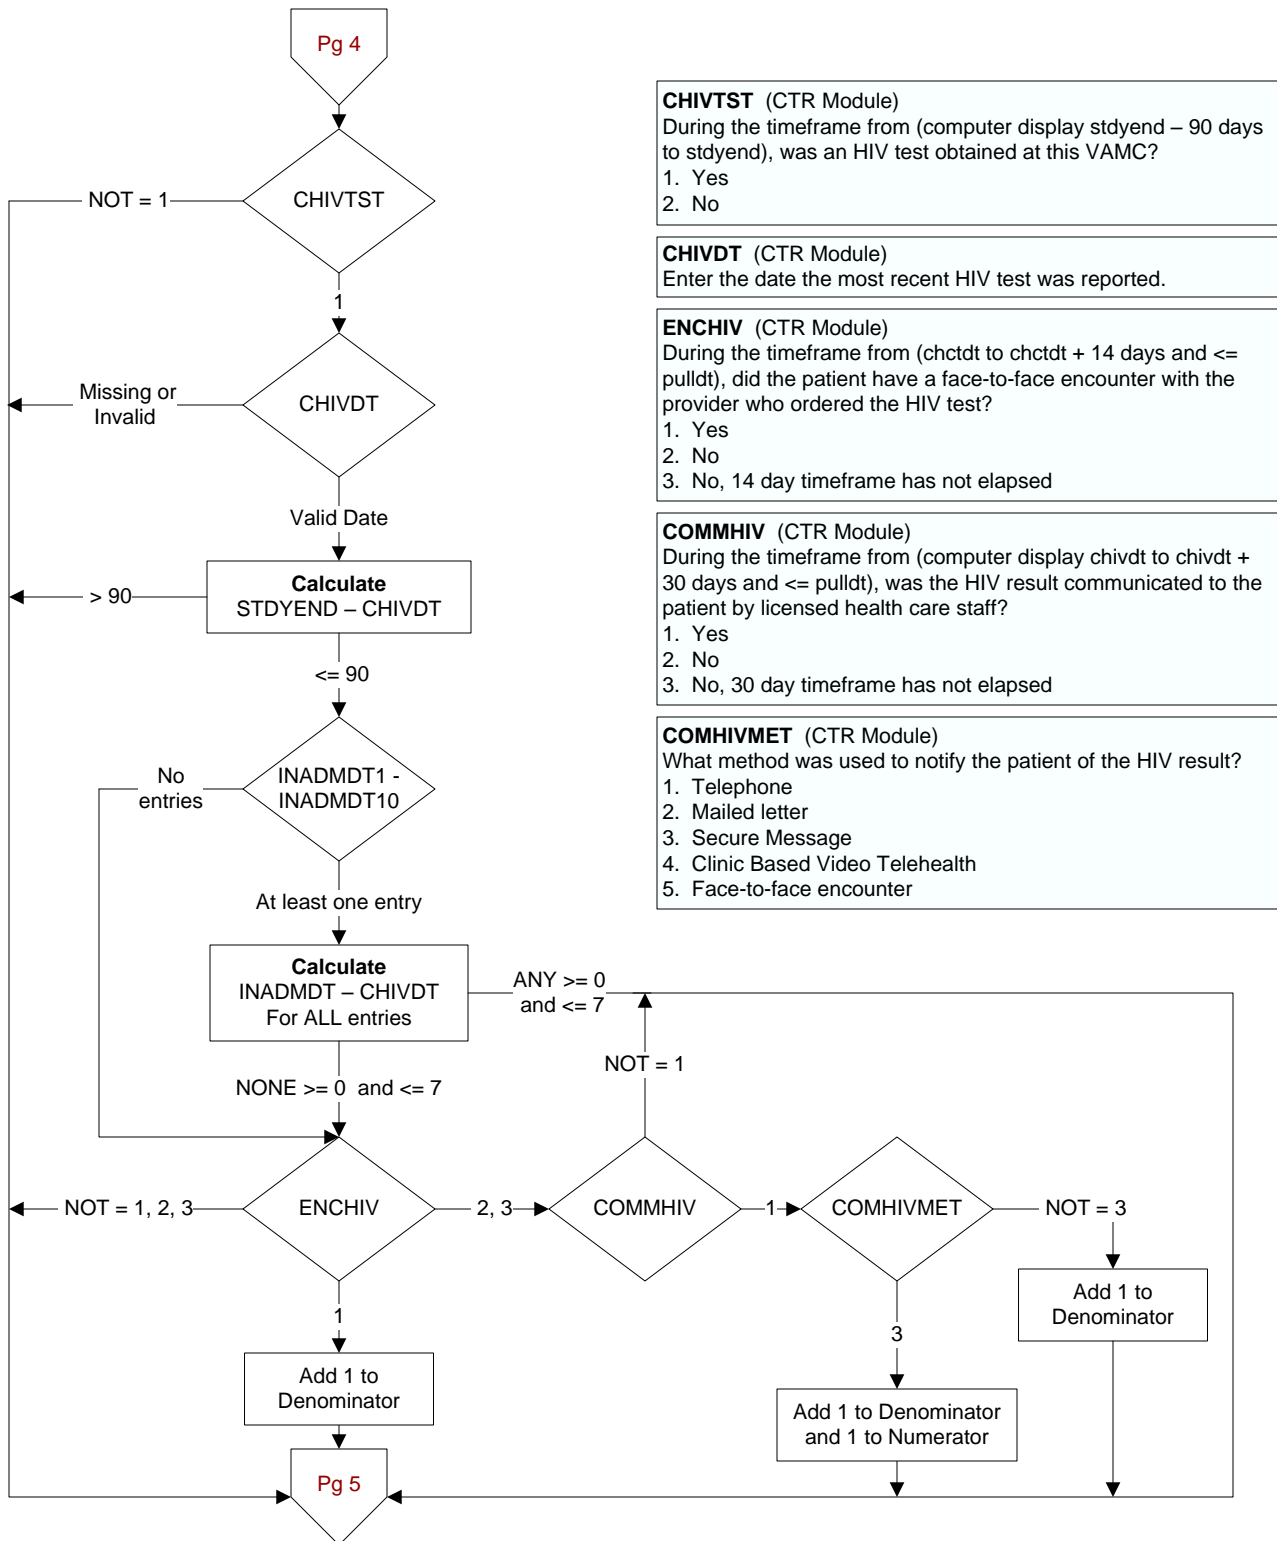 Pg 4
CHIVTST
NOT = 1
1
CHIVDT
Missing or
Invalid
Valid Date
Calculate
STDYEND – CHIVDT
> 90
<= 90
INADMDT1 -
INADMDT10
No
entries
At least one entry
Calculate
INADMDT – CHIVDT
For ALL entries
ANY >= 0
and <= 7
NONE >= 0  and <= 7
NOT = 1
ENCHIV
NOT = 1, 2, 3
2, 3
COMMHIV
1
COMHIVMET
NOT = 3
Add 1 to
Denominator
1
3
Add 1 to
Denominator
Add 1 to Denominator
and 1 to Numerator
Pg 5
CHIVTST  (CTR Module)
During the timeframe from (computer display stdyend – 90 days
to stdyend), was an HIV test obtained at this VAMC?
1.  Yes
2.  No
CHIVDT  (CTR Module)
Enter the date the most recent HIV test was reported.
ENCHIV  (CTR Module)
During the timeframe from (chctdt to chctdt + 14 days and <=
pulldt), did the patient have a face-to-face encounter with the
provider who ordered the HIV test?
1.  Yes
2.  No
3.  No, 14 day timeframe has not elapsed
COMMHIV  (CTR Module)
During the timeframe from (computer display chivdt to chivdt +
30 days and <= pulldt), was the HIV result communicated to the
patient by licensed health care staff?
1.  Yes
2.  No
3.  No, 30 day timeframe has not elapsed
COMHIVMET  (CTR Module)
What method was used to notify the patient of the HIV result?
1.  Telephone
2.  Mailed letter
3.  Secure Message
4.  Clinic Based Video Telehealth
5.  Face-to-face encounter